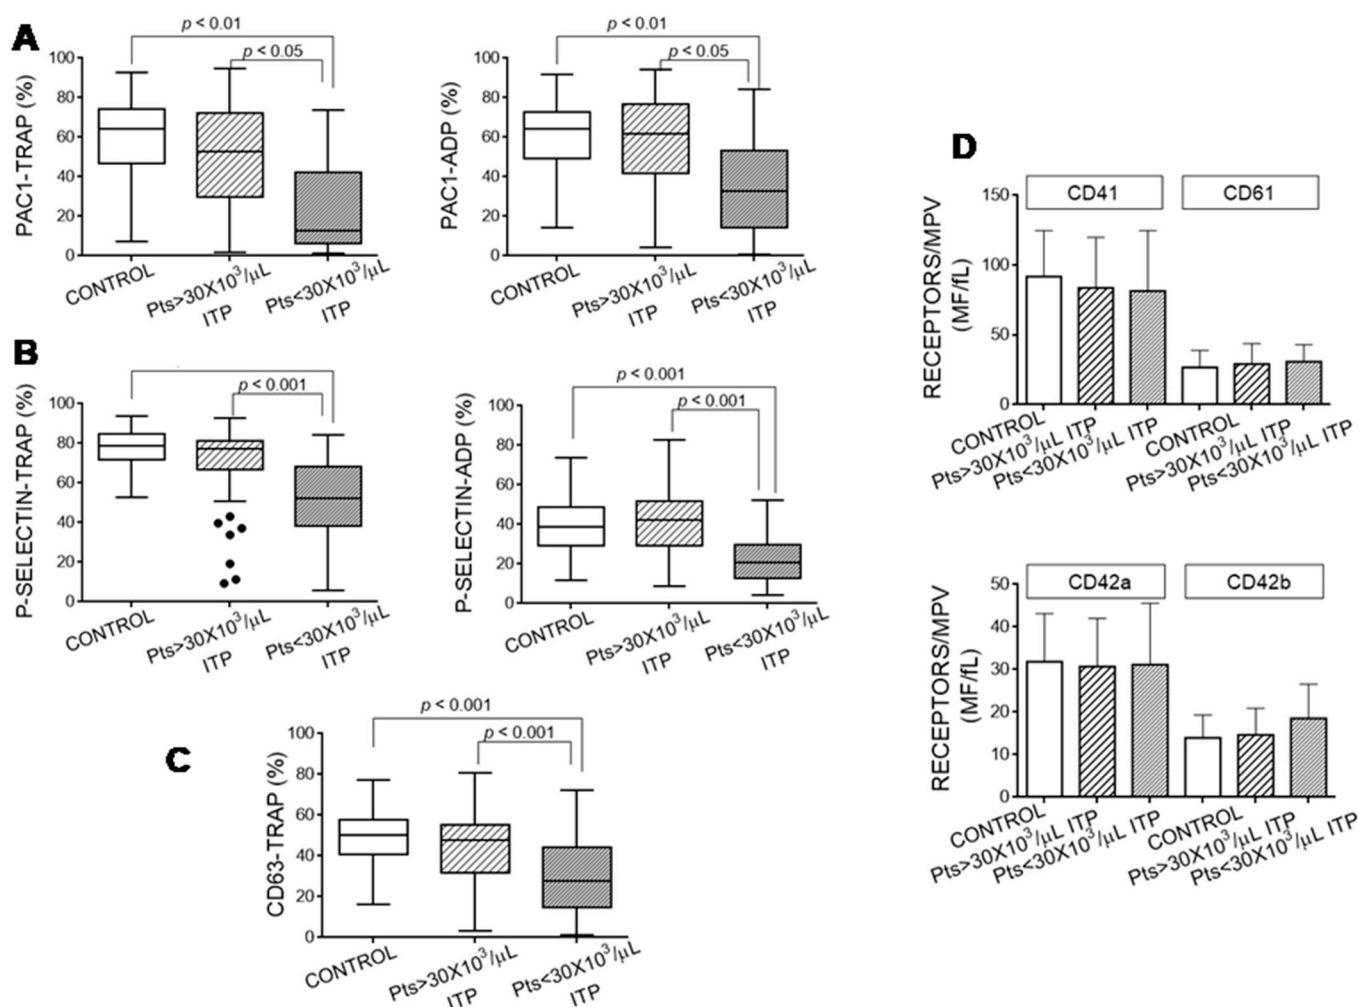 A
p < 0.01
p < 0.05
PAC1-TRAP (%)
100
80
60
40
20
0
CONTROL
Pts>30X10³/μL
ITP
Pts<30X10³/μL
ITP
p < 0.01
p < 0.05
PAC1-ADP (%)
100
80
60
40
20
0
CONTROL
Pts>30X10³/μL
ITP
Pts<30X10³/μL
ITP
B
p < 0.001
P-SELECTIN-TRAP (%)
100
80
60
40
20
0
CONTROL
Pts>30X10³/μL
ITP
Pts<30X10³/μL
ITP
p < 0.001
p < 0.001
P-SELECTIN-ADP (%)
100
80
60
40
20
0
CONTROL
Pts>30X10³/μL
ITP
Pts<30X10³/μL
ITP
C
p < 0.001
p < 0.001
CD63-TRAP (%)
100
80
60
40
20
0
CONTROL
Pts>30X10³/μL
ITP
Pts<30X10³/μL
ITP
D
CD41
CD61
RECEPTORS/MPV
(MF/fL)
150
100
50
0
CONTROL
Pts>30X10³/μL ITP
Pts<30X10³/μL ITP
CONTROL
Pts>30X10³/μL ITP
Pts<30X10³/μL ITP
CD42a
CD42b
RECEPTORS/MPV
(MF/fL)
50
40
30
20
10
0
CONTROL
Pts>30X10³/μL ITP
Pts<30X10³/μL ITP
CONTROL
Pts>30X10³/μL ITP
Pts<30X10³/μL ITP